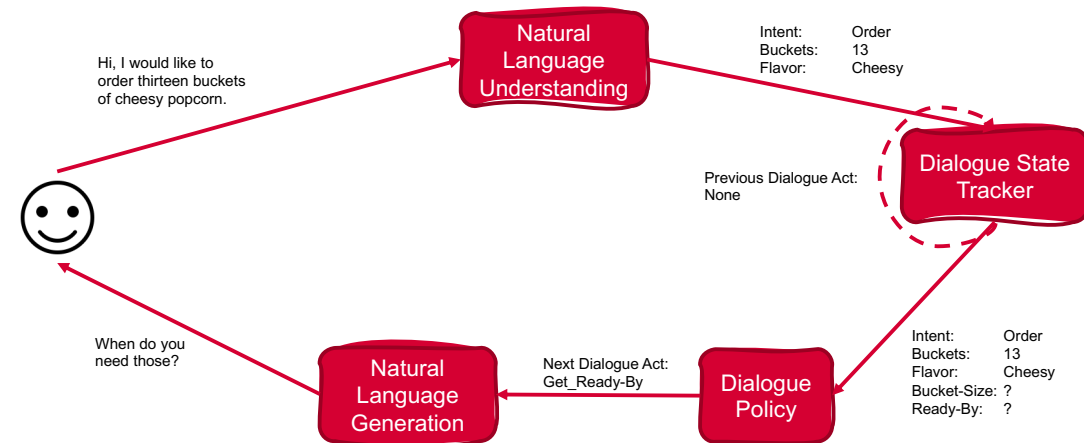 Hi, I would like to
order thirteen buckets
of cheesy popcorn.
Natural
Language
Understanding
Intent: Order
Buckets: 13
Flavor: Cheesy
Previous Dialogue Act:
None
Dialogue State
Tracker
Intent: Order
Buckets: 13
Flavor: Cheesy
Bucket-Size: ?
Ready-By: ?
Dialogue
Policy
Next Dialogue Act:
Get_Ready-By
Natural
Language
Generation
When do you
need those?